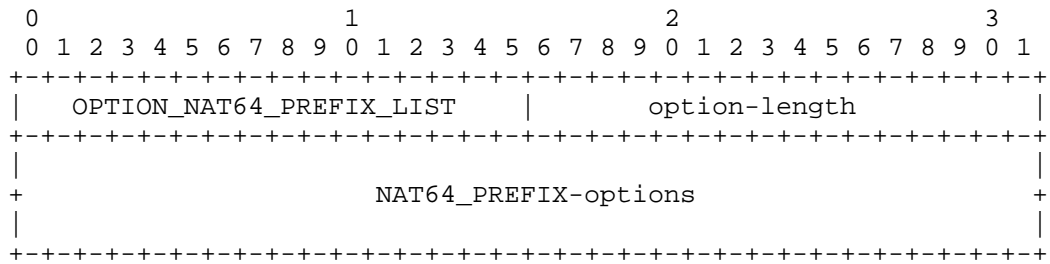 0                   1                   2                   3
 0 1 2 3 4 5 6 7 8 9 0 1 2 3 4 5 6 7 8 9 0 1 2 3 4 5 6 7 8 9 0 1
+-+-+-+-+-+-+-+-+-+-+-+-+-+-+-+-+-+-+-+-+-+-+-+-+-+-+-+-+-+-+-+-+
|   OPTION_NAT64_PREFIX_LIST    |       option-length           |
+-+-+-+-+-+-+-+-+-+-+-+-+-+-+-+-+-+-+-+-+-+-+-+-+-+-+-+-+-+-+-+-+
|                                                               |
+                      NAT64_PREFIX-options                     +
|                                                               |
+-+-+-+-+-+-+-+-+-+-+-+-+-+-+-+-+-+-+-+-+-+-+-+-+-+-+-+-+-+-+-+-+